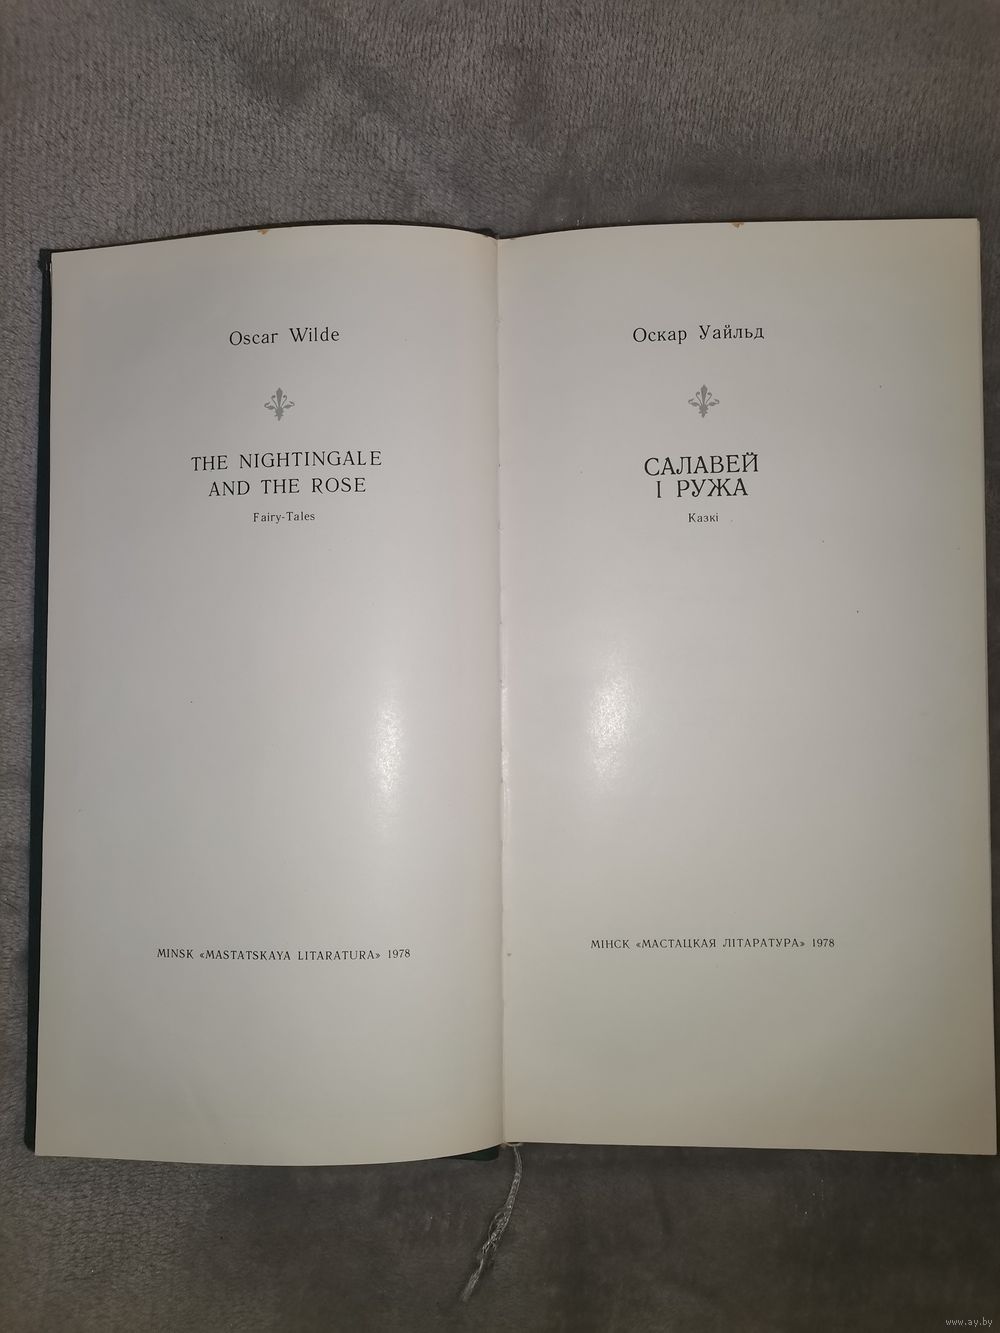 Oscar Wilde
THE NIGHTINGALE
AND THE ROSE
Fairy-Tales
MINSK «MASTATSKAYA LITARATURA» 1978
Оскар Уайльд
САЛАВЕЙ
І РУЖА
Казкі
МІНСК «МАСТАЦКАЯ ЛІТАРАТУРА» 1978
www.ay.by